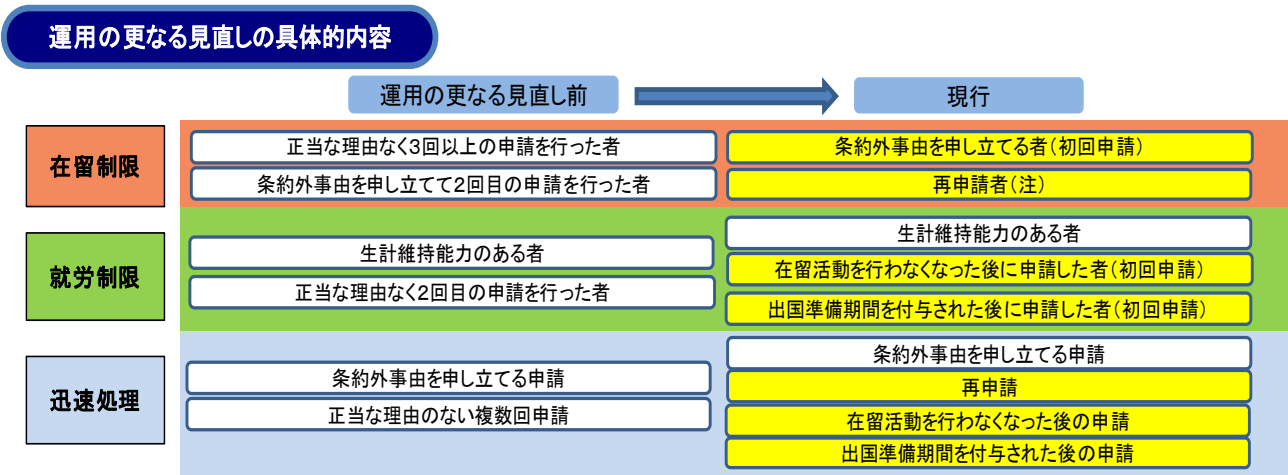 運用の更なる見直しの具体的内容
運用の更なる見直し前
現行
在留制限
正当な理由なく3回以上の申請を行った者
条約外事由を申し立てて2回目の申請を行った者
条約外事由を申し立てる者(初回申請)
再申請者(注)
就労制限
生計維持能力のある者
正当な理由なく2回目の申請を行った者
生計維持能力のある者
在留活動を行わなくなった後に申請した者(初回申請)
出国準備期間を付与された後に申請した者(初回申請)
迅速処理
条約外事由を申し立てる申請
正当な理由のない複数回申請
条約外事由を申し立てる申請
再申請
在留活動を行わなくなった後の申請
出国準備期間を付与された後の申請